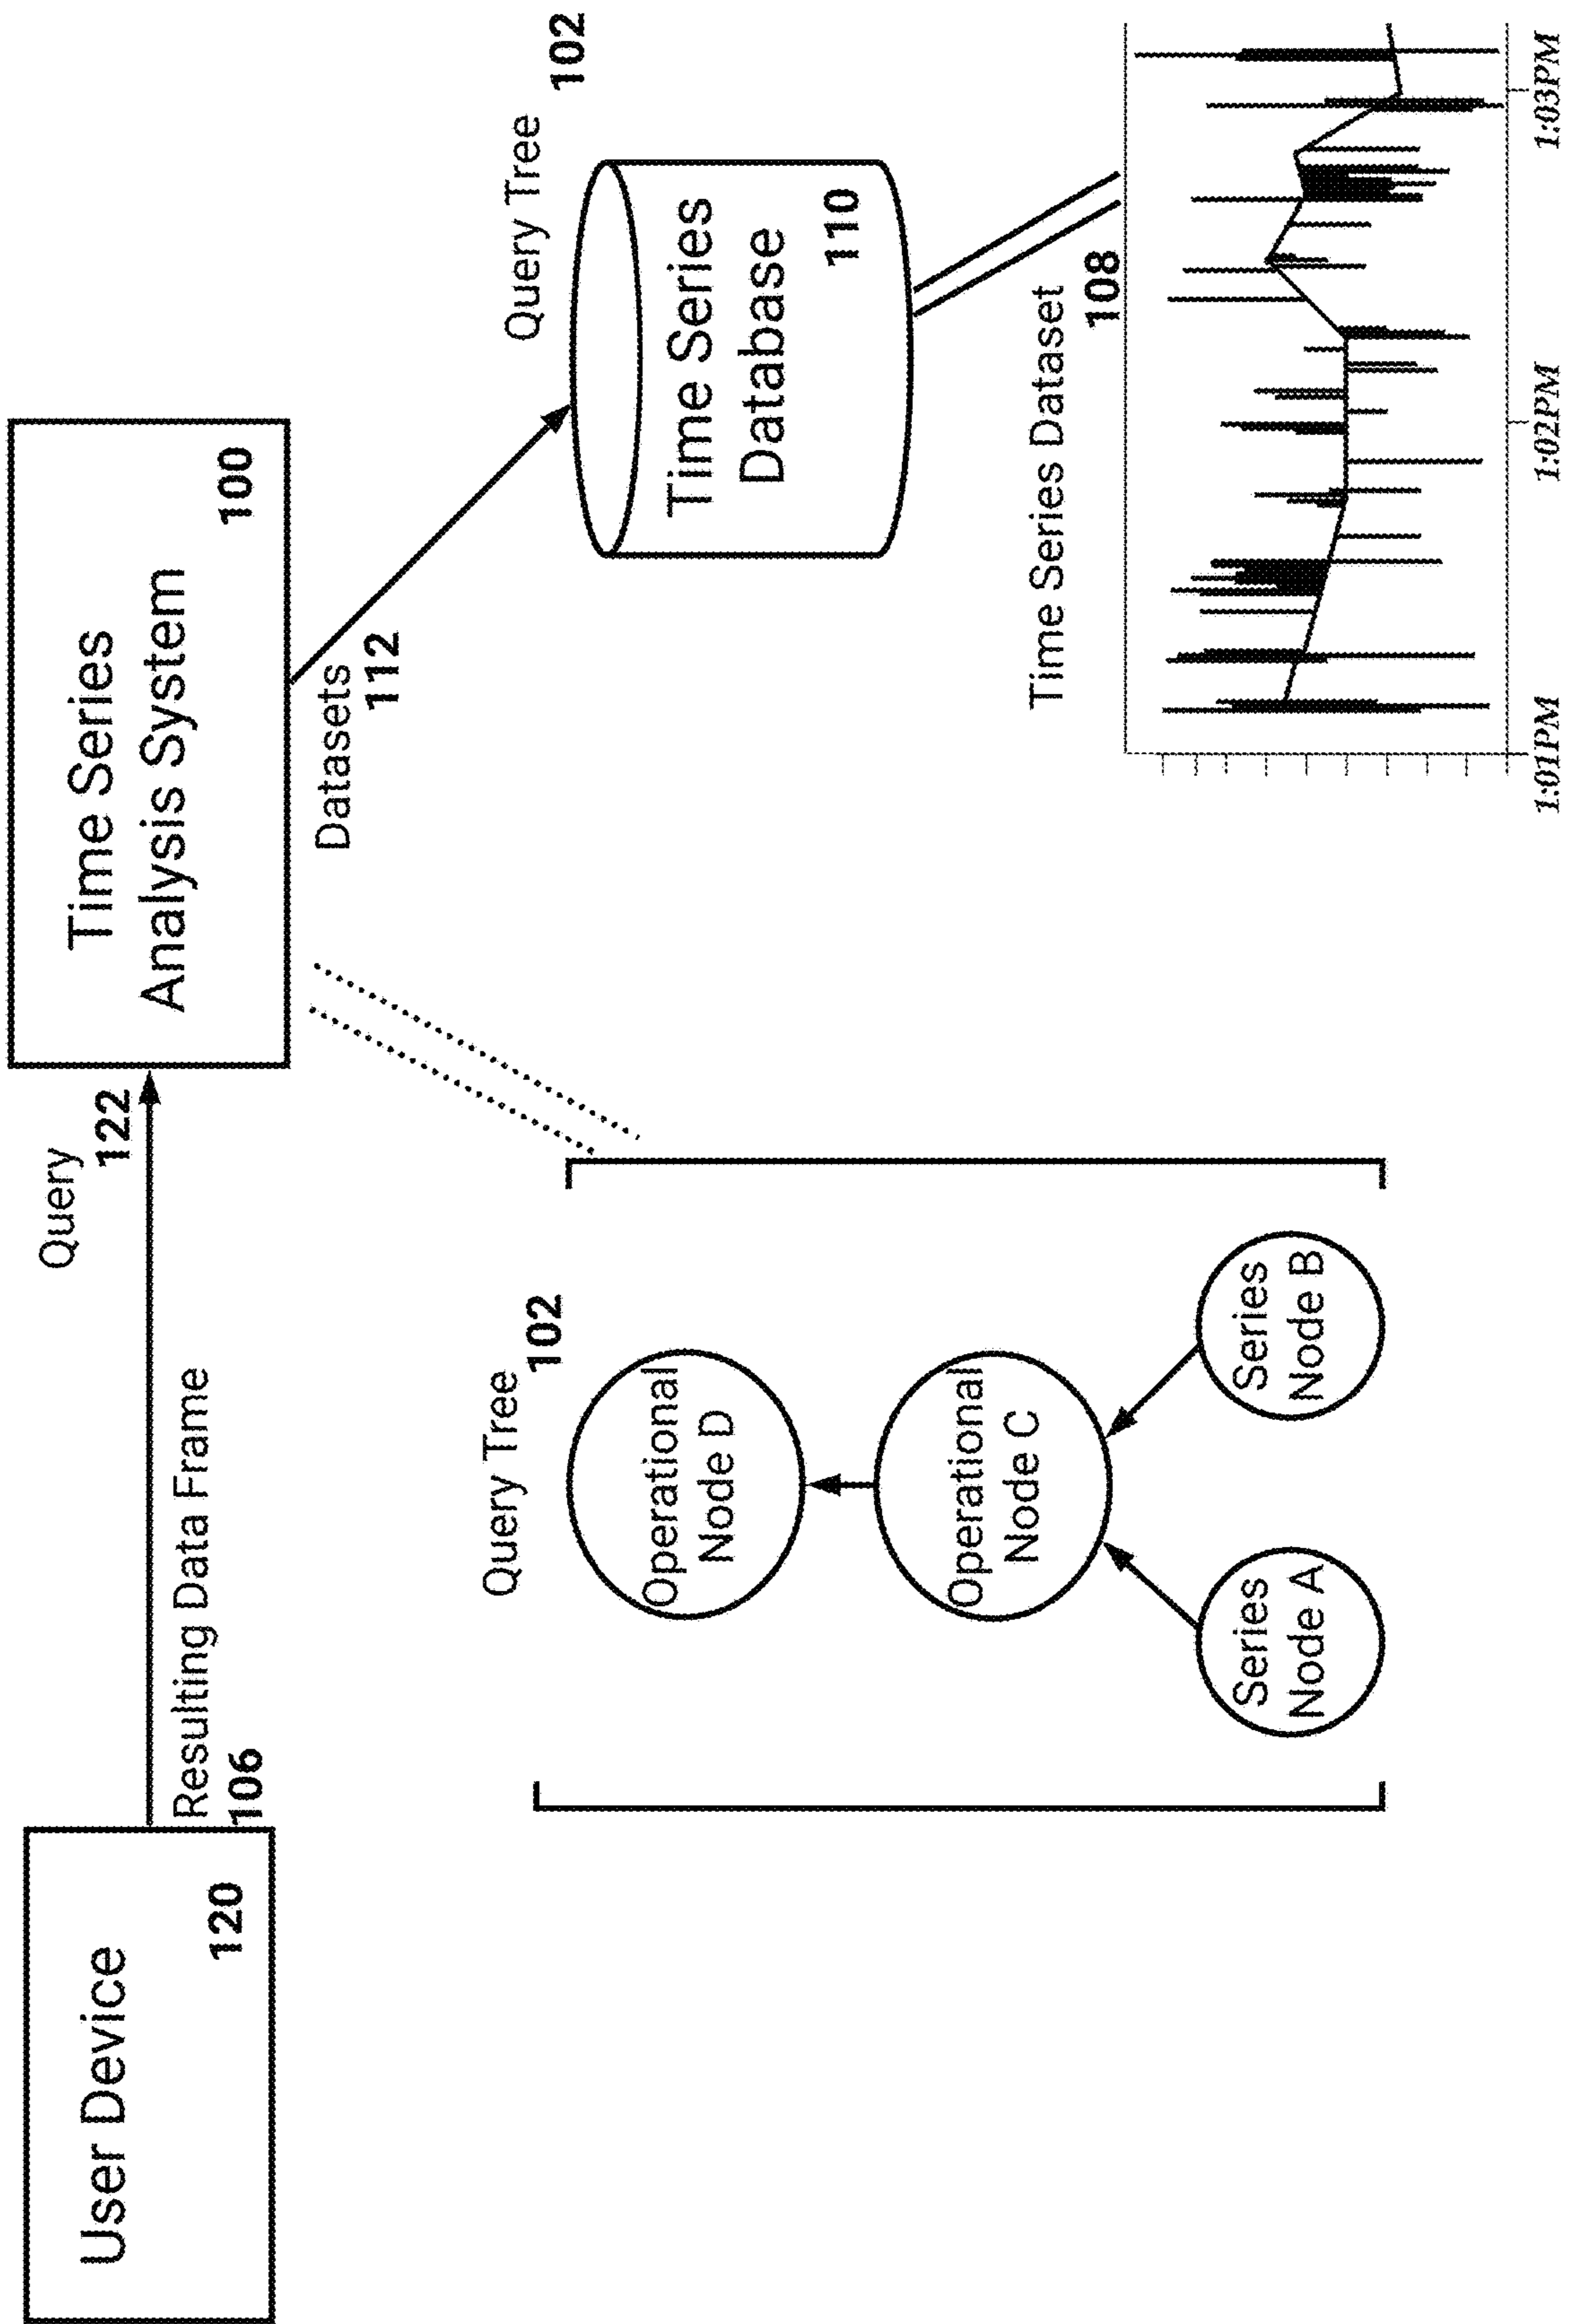 User Device
120
Query
122
Resulting Data Frame
106
Time Series
Analysis System
100
Datasets
112
Query Tree
102
Time Series
Database
110
Query Tree
102
Operational
Node D
Operational
Node C
Series
Node A
Series
Node B
Time Series Dataset
108
1:01PM
1:02PM
1:03PM